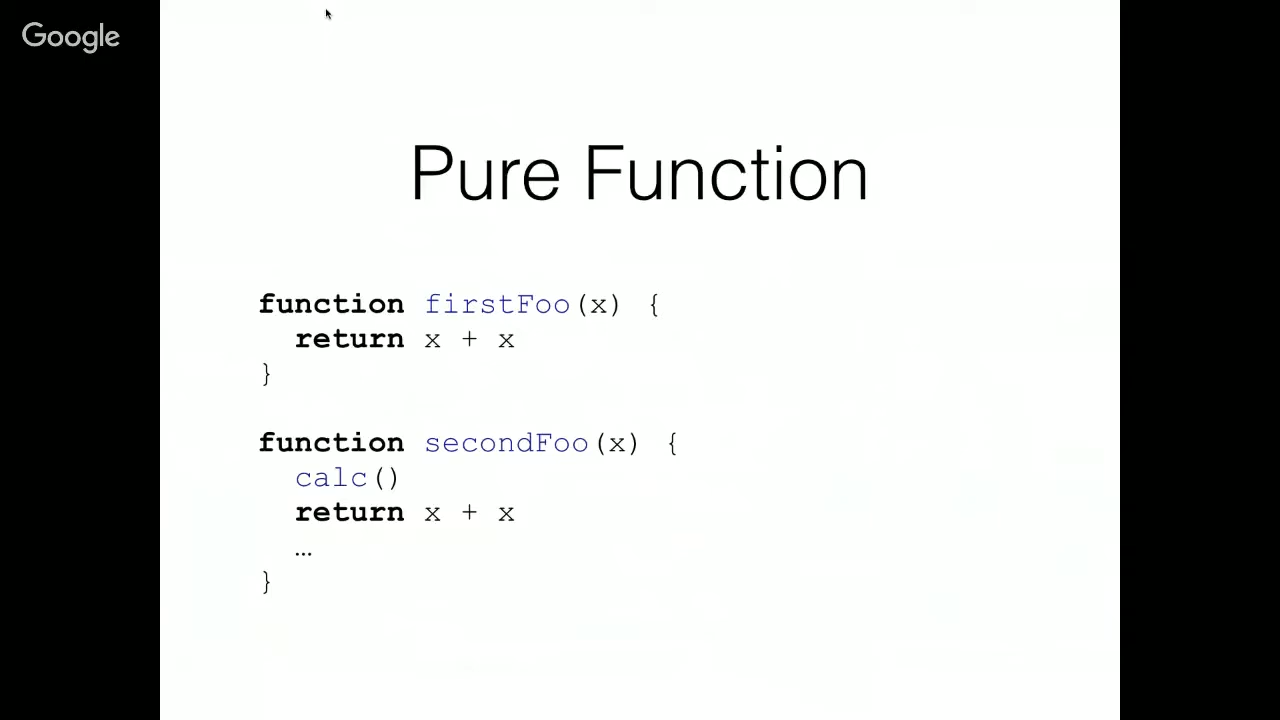 Google
Pure Function
function firstFoo(x) {
  return x + x
}
function secondFoo(x) {
  calc()
  return x + x
  …
}